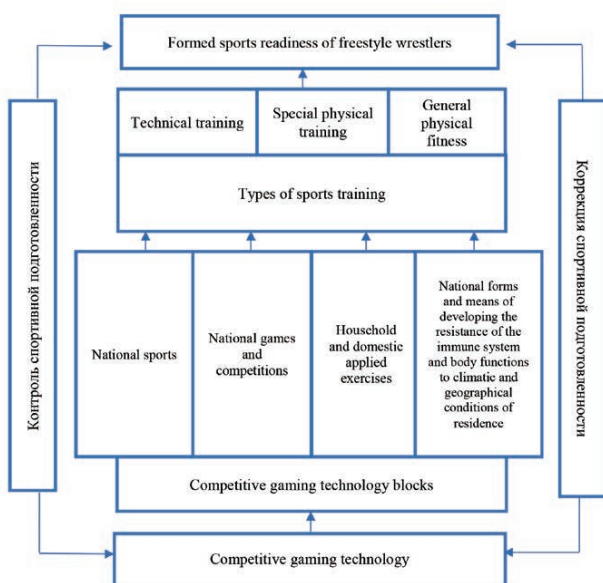 Formed sports readiness of freestyle wrestlers
Technical training
Special physical
training
General
physical
fitness
Types of sports training
Контроль спортивной подготовленности
Коррекция спортивной подготовленности
National sports
National games
and
competitions
Household
and domestic
applied
exercises
National forms
and means of
developing the
resistance of the
immune system
and body functions
to climatic and
geographical
conditions of
residence
Competitive gaming technology blocks
Competitive gaming technology